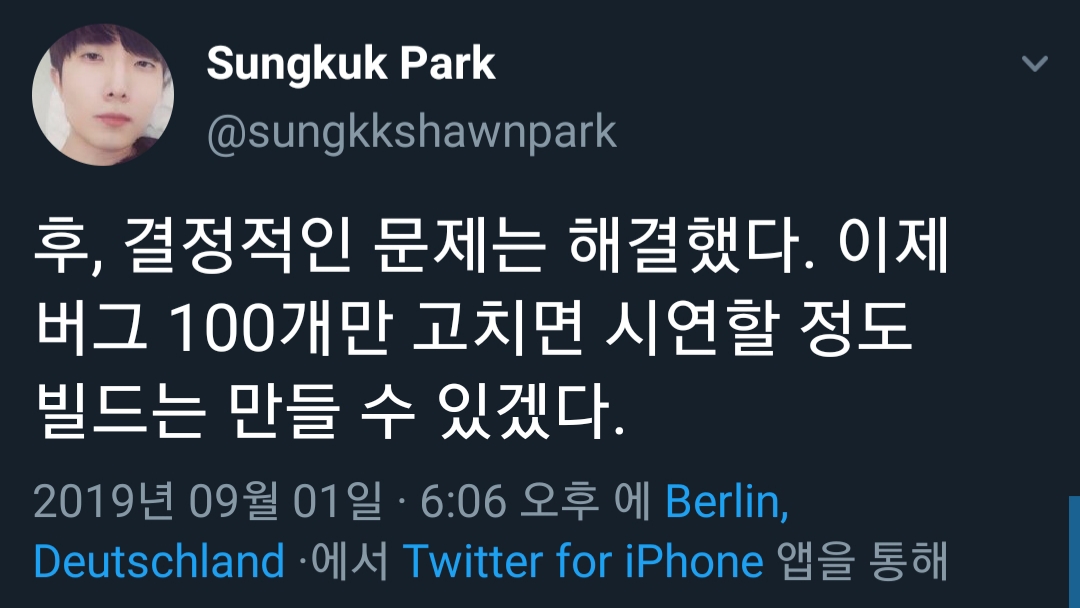 Sungkuk Park
@sungkkshawnpark
후, 결정적인 문제는 해결했다. 이제
버그 100개만 고치면 시연할 정도
빌드는 만들 수 있겠다.
2019년 09월 01일 · 6:06 오후 에 Berlin,
Deutschland ·에서 Twitter for iPhone 앱을 통해